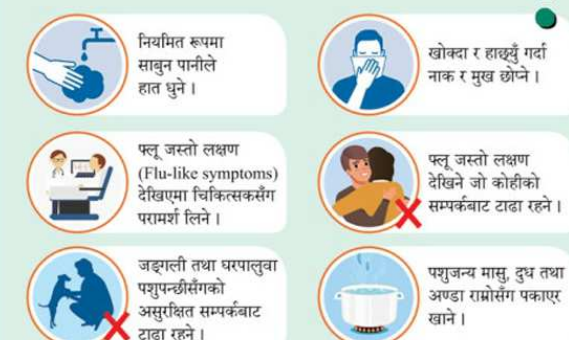 नियमित रूपमा
साबुन पानीले
हात धुने ।
खोक्दा र हाछ्युँ गर्दा
नाक र मुख छोप्ने ।
फ्लू जस्तो लक्षण
(Flu-like symptoms)
देखिएमा चिकित्सकसँग
परामर्श लिने ।
फ्लू जस्तो लक्षण
देखिने जो कोहीको
सम्पर्कबाट टाढा रहने ।
जङ्गली तथा घरपालुवा
पशुपन्छीसँगको
असुरक्षित सम्पर्कबाट
टाढा रहने ।
पशुजन्य मासु, दुध तथा
अण्डा राम्रोसँग पकाएर
खाने ।